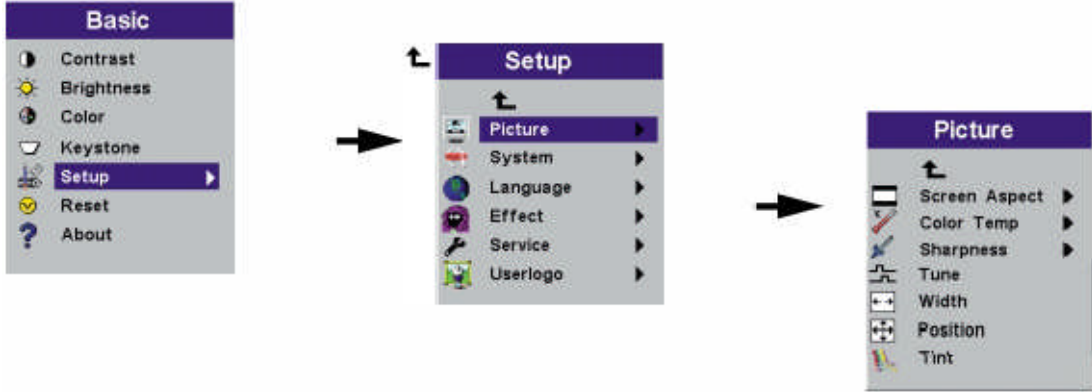 Basic
Contrast
Brightness
Color
Keystone
Setup
Reset
About
Setup
Picture
System
Language
Effect
Service
Userlogo
Picture
Screen Aspect
Color Temp
Sharpness
Tune
Width
Position
Tint